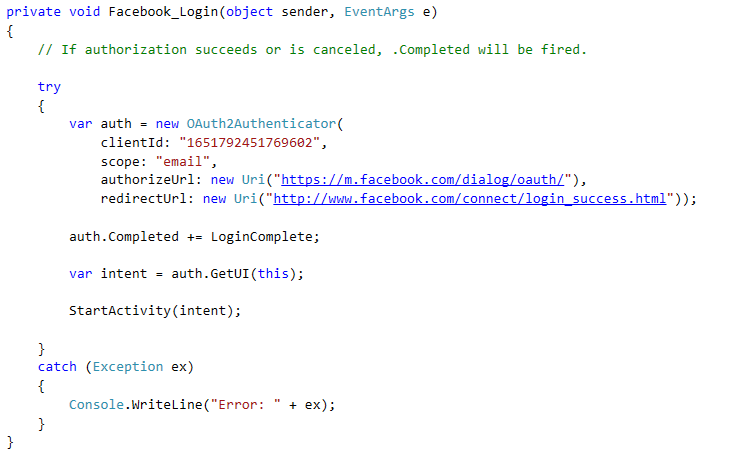 private void Facebook_Login(object sender, EventArgs e)
{
// If authorization succeeds or is canceled, .Completed will be fired.
try
{
var auth = new OAuth2Authenticator(
clientId: "1651792451769602",
scope: "email",
authorizeUrl: new Uri("https://m.facebook.com/dialog/oauth/"),
redirectUrl: new Uri("http://www.facebook.com/connect/login_success.html"));
auth.Completed += LoginComplete;
var intent = auth.GetUI(this);
StartActivity(intent);
}
catch (Exception ex)
{
Console.WriteLine("Error: " + ex);
}
}